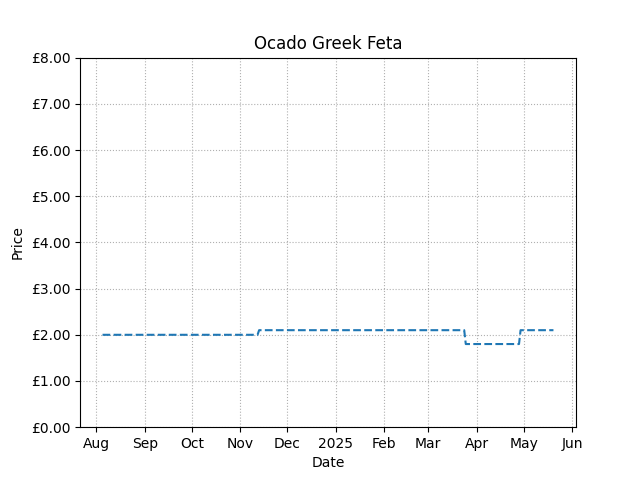 Ocado Greek Feta
£8.00
£7.00
£6.00
£5.00
£4.00
£3.00
£2.00
£1.00
£0.00
Price
Aug Sep Oct Nov Dec 2025 Feb Mar Apr May Jun
Date